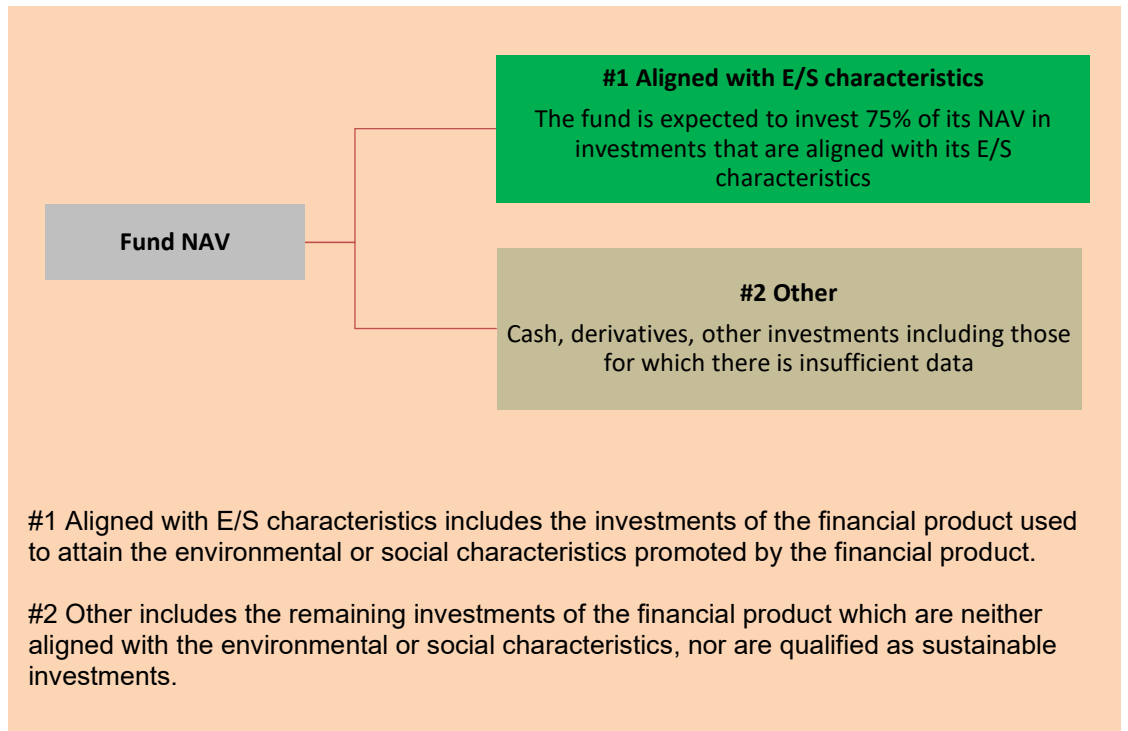 #1 Aligned with E/S characteristics
The fund is expected to invest 75% of its NAV in
investments that are aligned with its E/S
characteristics
Fund NAV
#2 Other
Cash, derivatives, other investments including those
for which there is insufficient data
#1 Aligned with E/S characteristics includes the investments of the financial product used
to attain the environmental or social characteristics promoted by the financial product.
#2 Other includes the remaining investments of the financial product which are neither
aligned with the environmental or social characteristics, nor are qualified as sustainable
investments.